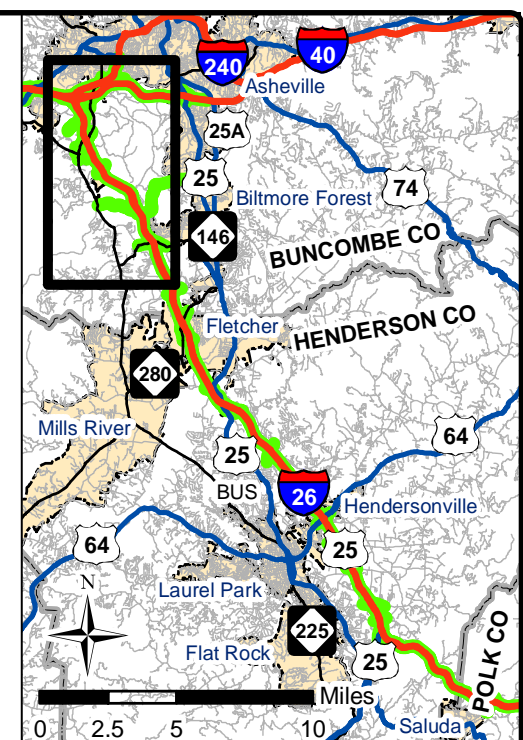 40
240
Asheville
25A
25
74
Biltmore Forest
146
BUNCOMBE CO
Fletcher
HENDERSON CO
280
Mills River
64
25
BUS
26
Hendersonville
25
64
N
Laurel Park
225
Flat Rock
25
POLK CO
Miles
0 2.5 5 10
Saluda